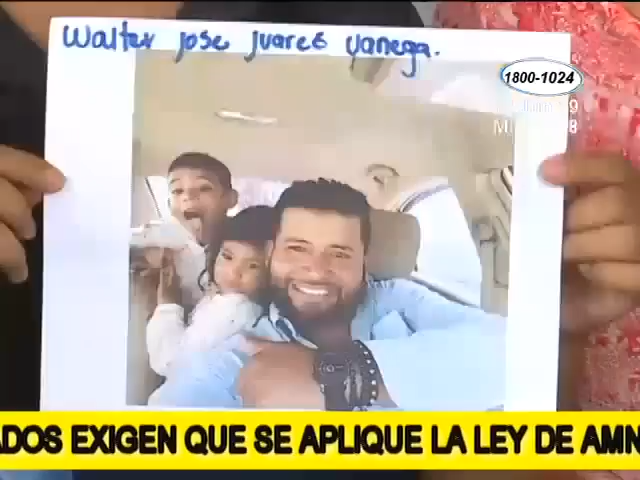 Walter jose juares vanega.
1800-1024
ADOS EXIGEN QUE SE APLIQUE LA LEY DE AMN